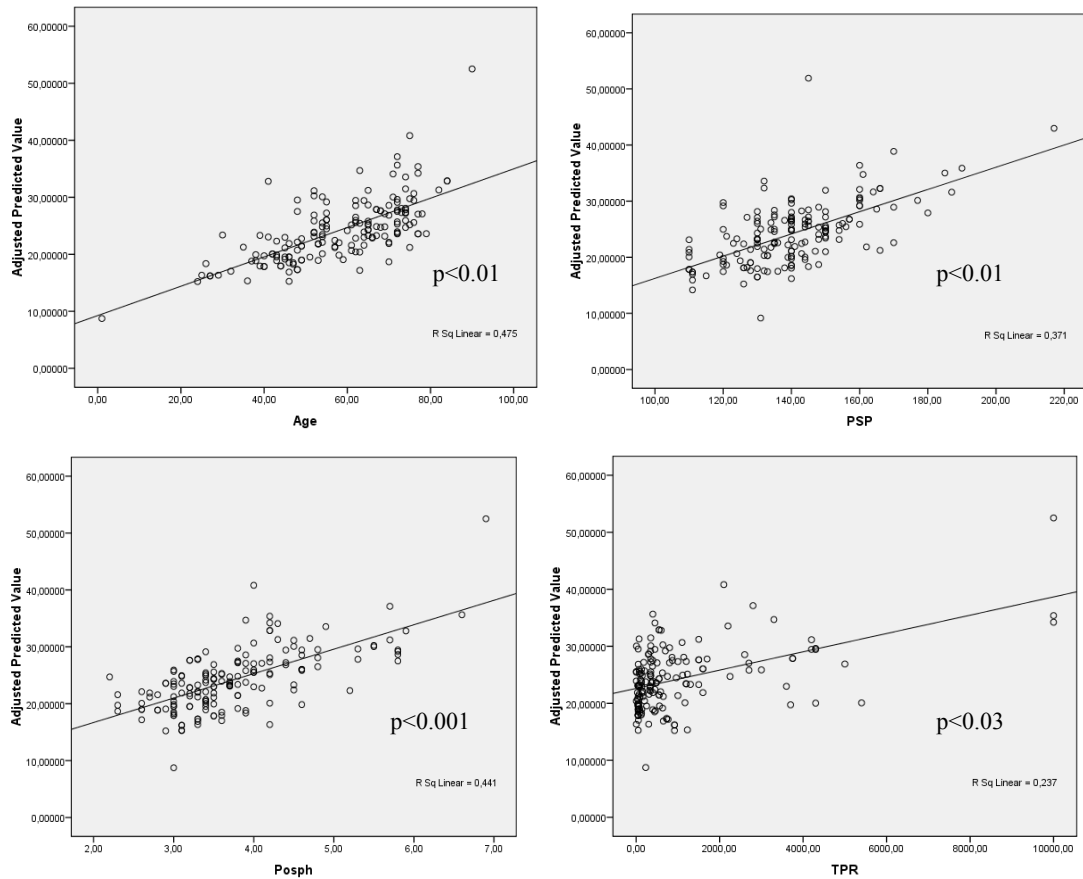 60,00000
50,00000
40,00000
30,00000
20,00000
10,00000
0,00000
Adjusted Predicted Value
p<0.01
R Sq Linear = 0,475
0,00 20,00 40,00 60,00 80,00 100,00
Age
60,00000
50,00000
40,00000
30,00000
20,00000
10,00000
0,00000
Adjusted Predicted Value
p<0.01
R Sq Linear = 0,371
100,00 120,00 140,00 160,00 180,00 200,00 220,00
PSP
60,00000
50,00000
40,00000
30,00000
20,00000
10,00000
0,00000
Adjusted Predicted Value
p<0.001
R Sq Linear = 0,441
2,00 3,00 4,00 5,00 6,00 7,00
Posph
60,00000
50,00000
40,00000
30,00000
20,00000
10,00000
0,00000
Adjusted Predicted Value
p<0.03
R Sq Linear = 0,237
0,00 2000,00 4000,00 6000,00 8000,00 10000,00
TPR